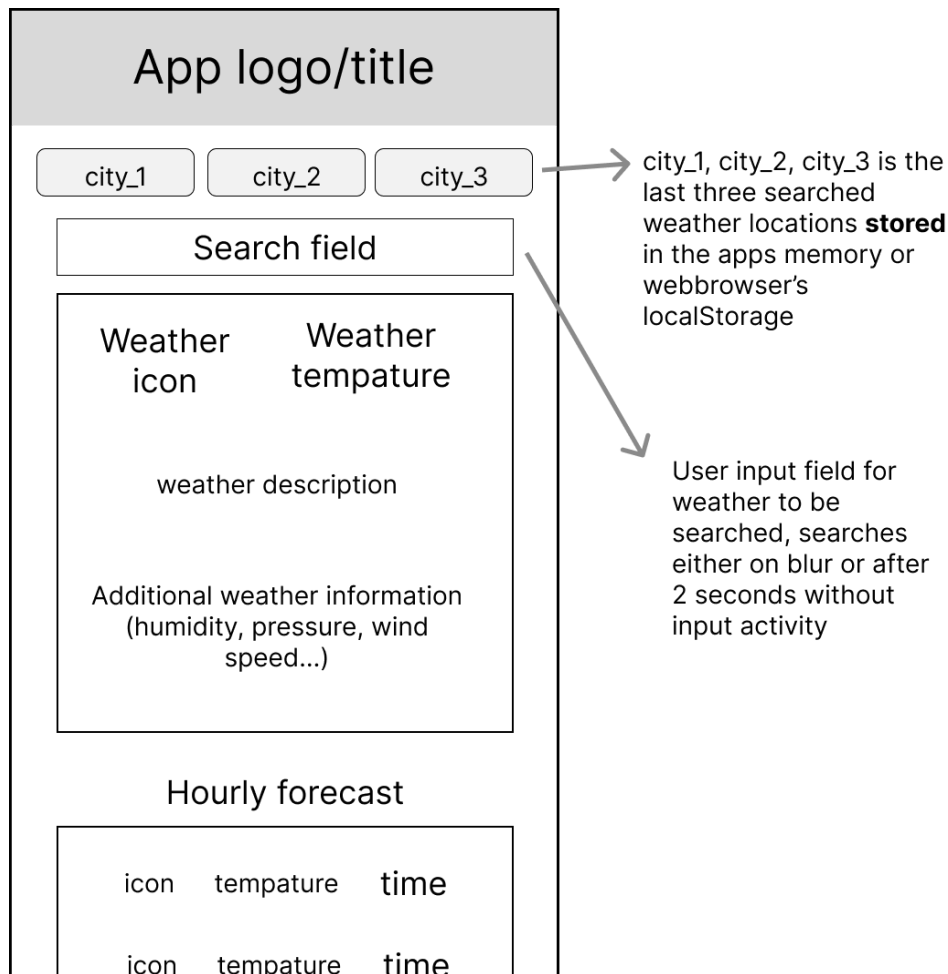 App logo/title
city_1 city_2 city_3
city_1, city_2, city_3 is the
last three searched
weather locations stored
in the apps memory or
webbrowser’s
localStorage
Search field
Weather
icon
Weather
tempature
weather description
Additional weather information
(humidity, pressure, wind
speed...)
User input field for
weather to be
searched, searches
either on blur or after
2 seconds without
input activity
Hourly forecast
icon tempature time
icon tempature time